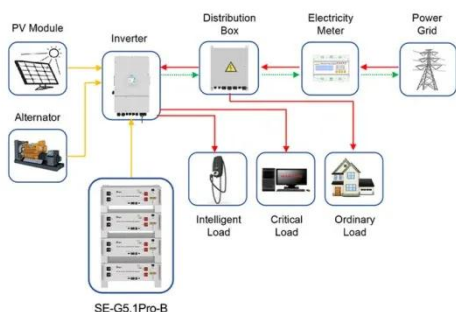 PV Module
Inverter
Distribution
Box
Electricity
Meter
Power
Grid
Alternator
Intelligent
Load
Critical
Load
Ordinary
Load
SE-G5.1Pro-B